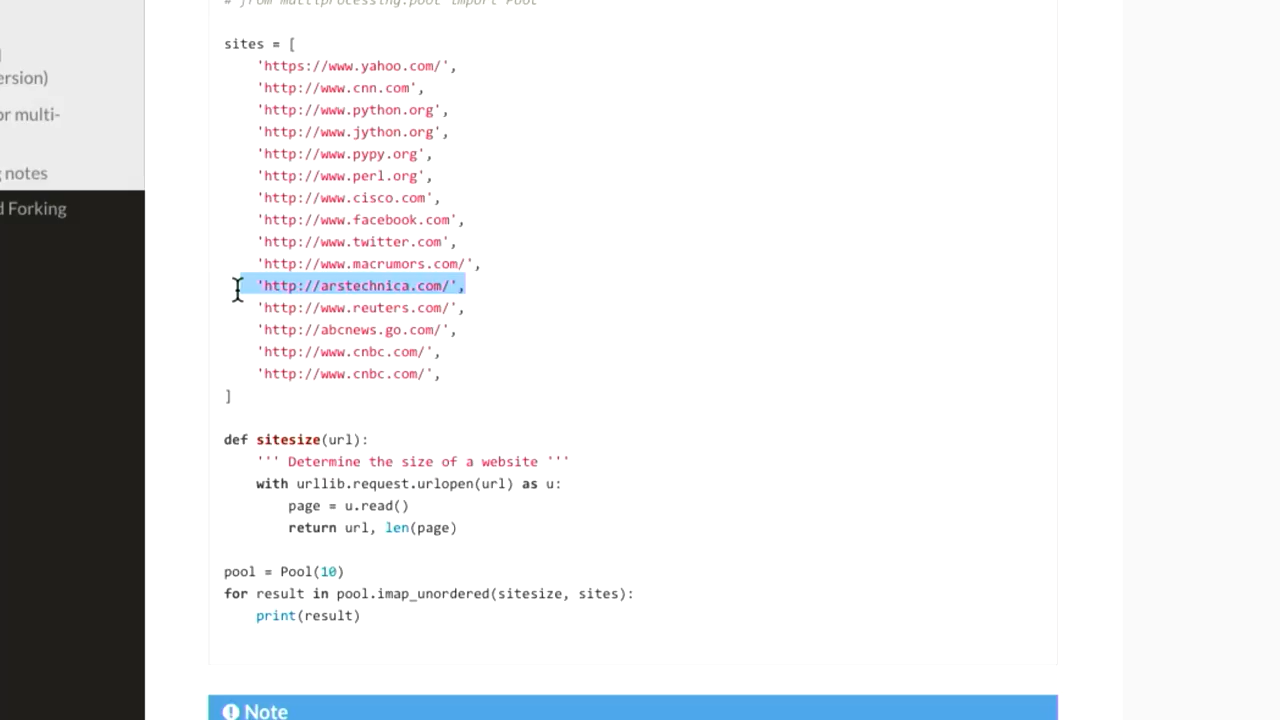 # from multiprocessing.pool import Pool
sites = [
'https://www.yahoo.com/',
'http://www.cnn.com',
ersion)
'http://www.python.org',
or multi-
'http://www.jython.org',
'http://www.pypy.org',
notes
'http://www.perl.org',
'http://www.cisco.com',
d Forking
'http://www.facebook.com',
'http://www.twitter.com',
'http://www.macrumors.com/',
'http://arstechnica.com/',
'http://www.reuters.com/',
'http://abcnews.go.com/',
'http://www.cnbc.com/',
'http://www.cnbc.com/',
]
def sitesize(url):
''' Determine the size of a website '''
with urllib.request.urlopen(url) as u:
page = u.read()
return url, len(page)
pool = Pool(10)
for result in pool.imap_unordered(sitesize, sites):
print(result)
Note